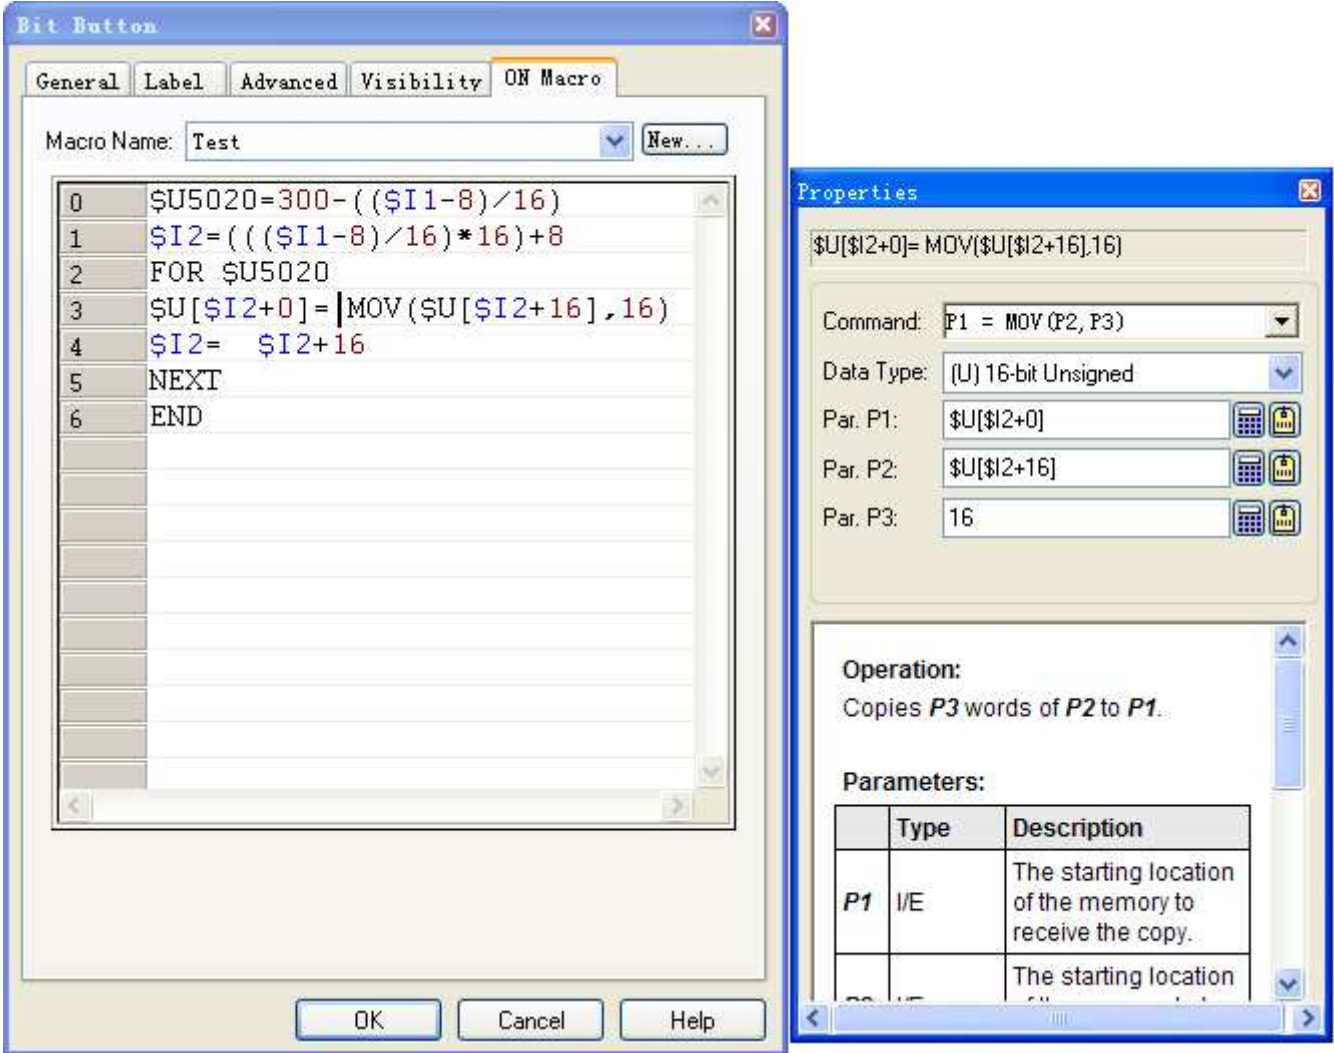 Bit Button
General Label Advanced Visibility ON Macro
Macro Name: Test New...
0 $U5020=300-(($I1-8)/16)
1 $I2=((($I1-8)/16)*16)+8
2 FOR $U5020
3 $U[$I2+0]= MOV($U[$I2+16],16)
4 $I2= $I2+16
5 NEXT
6 END
OK Cancel Help
Properties
$U[$I2+0]= MOV($U[$I2+16],16)
Command: P1 = MOV(P2,P3)
Data Type: (U) 16-bit Unsigned
Par. P1: $U[$I2+0]
Par. P2: $U[$I2+16]
Par. P3: 16
Operation:
Copies P3 words of P2 to P1.
Parameters:
Type Description
P1 I/E The starting location
of the memory to
receive the copy.
The starting location